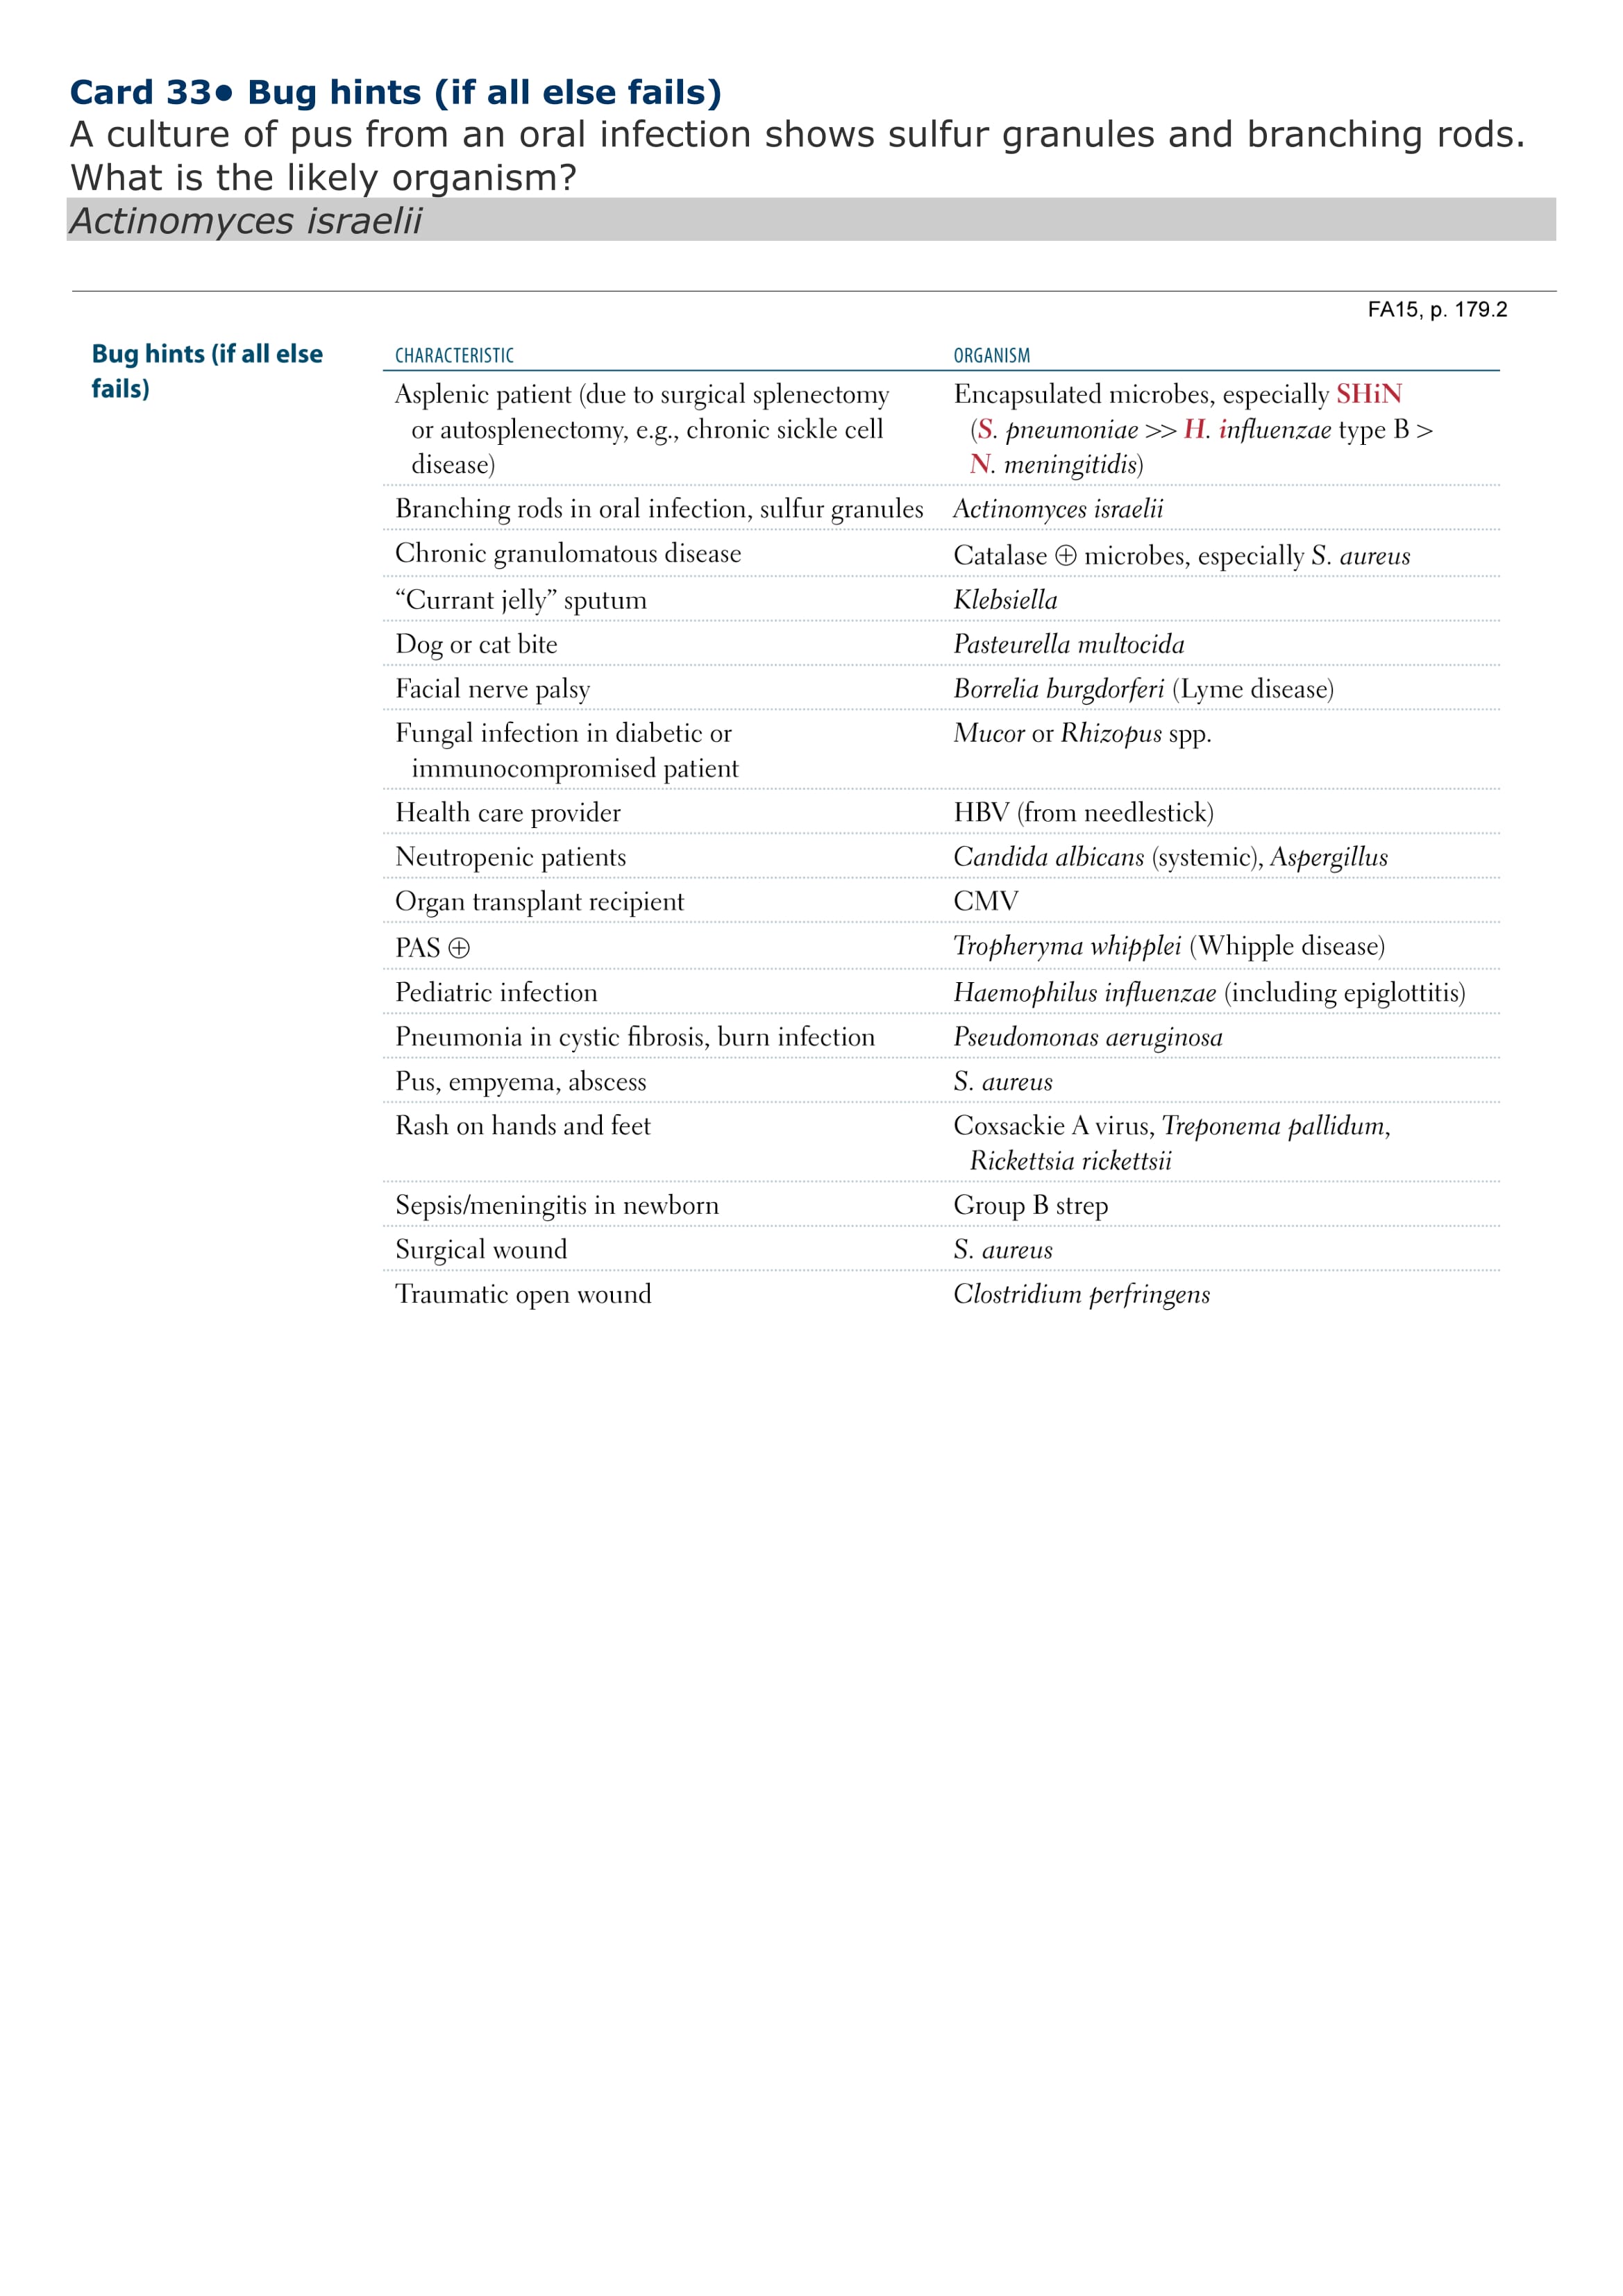 Card 33• Bug hints (if all else fails)
A culture of pus from an oral infection shows sulfur granules and branching rods.
What is the likely organism?
Actinomyces israelii
FA15, p. 179.2
Bug hints (if all else
fails)
CHARACTERISTIC ORGANISM
Asplenic patient (due to surgical splenectomy
or autosplenectomy, e.g., chronic sickle cell
disease)
Encapsulated microbes, especially SHiN
(S. pneumoniae >> H. influenzae type B >
N. meningitidis)
Branching rods in oral infection, sulfur granules Actinomyces israelii
Chronic granulomatous disease Catalase ⊕ microbes, especially S. aureus
“Currant jelly” sputum Klebsiella
Dog or cat bite Pasteurella multocida
Facial nerve palsy Borrelia burgdorferi (Lyme disease)
Fungal infection in diabetic or
immunocompromised patient
Mucor or Rhizopus spp.
Health care provider HBV (from needlestick)
Neutropenic patients Candida albicans (systemic), Aspergillus
Organ transplant recipient CMV
PAS ⊕ Tropheryma whipplei (Whipple disease)
Pediatric infection Haemophilus influenzae (including epiglottitis)
Pneumonia in cystic fibrosis, burn infection Pseudomonas aeruginosa
Pus, empyema, abscess S. aureus
Rash on hands and feet Coxsackie A virus, Treponema pallidum,
Rickettsia rickettsii
Sepsis/meningitis in newborn Group B strep
Surgical wound S. aureus
Traumatic open wound Clostridium perfringens